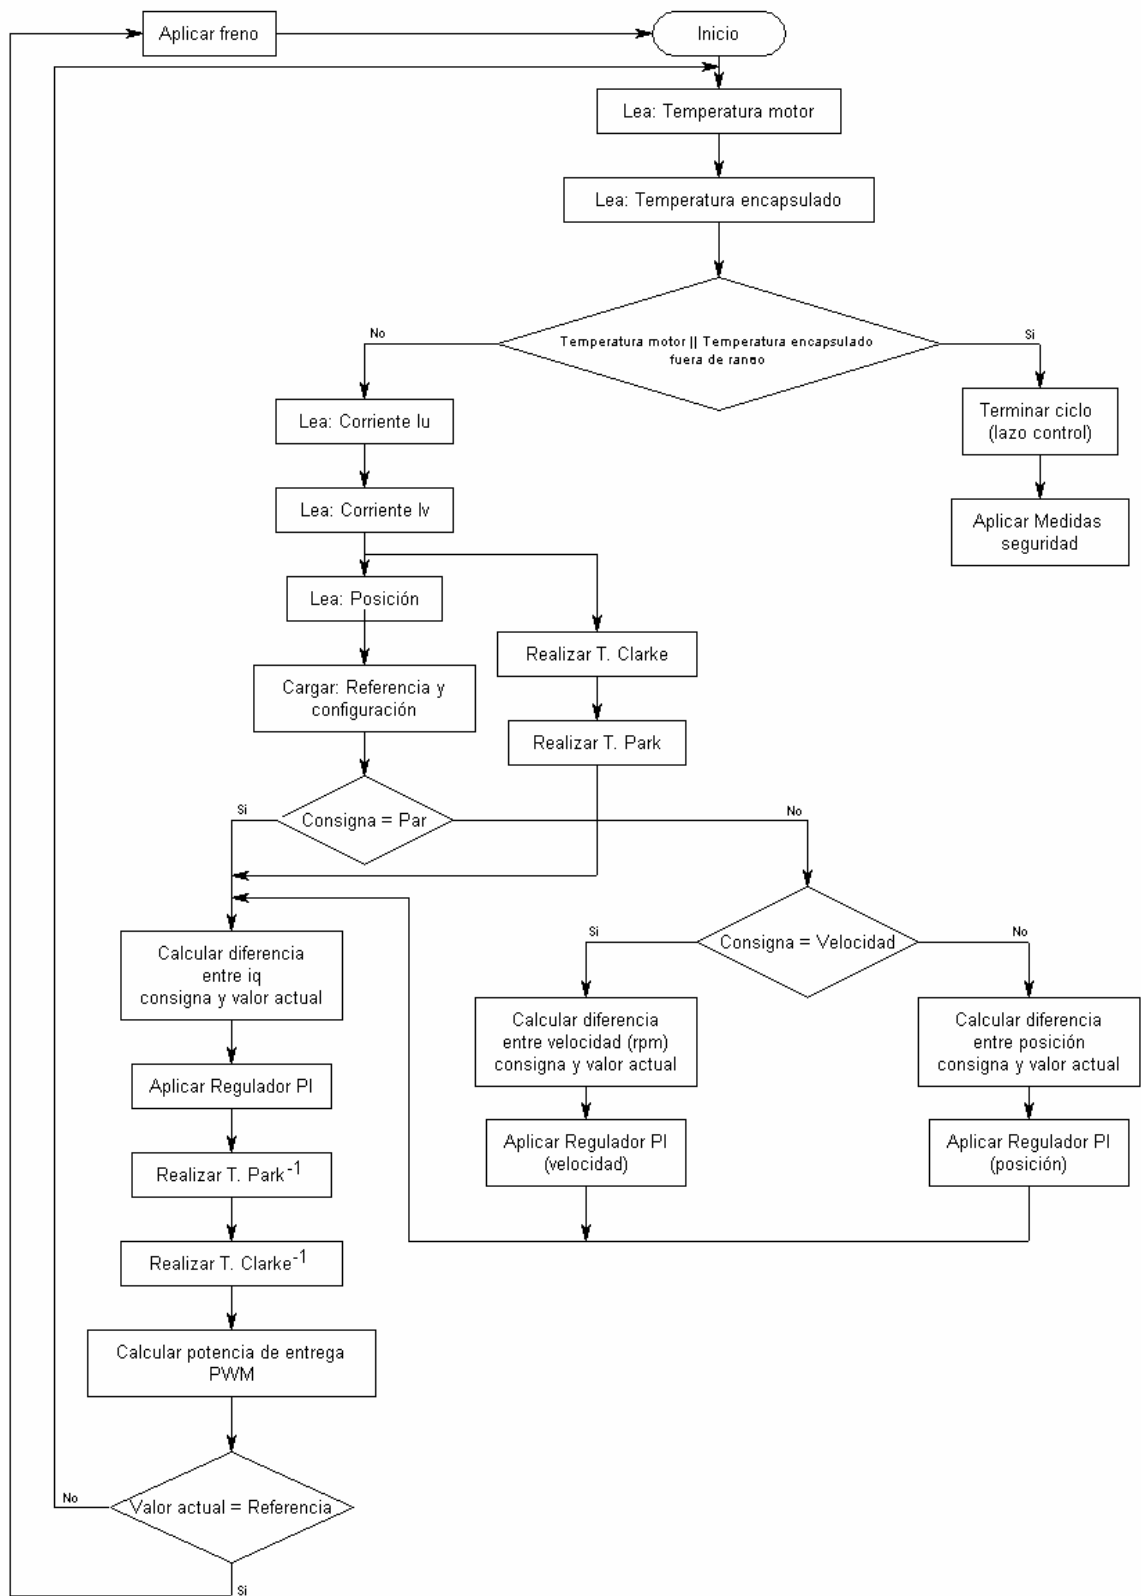 Aplicar freno
Inicio
Lea: Temperatura motor
Lea: Temperatura encapsulado
Temperatura motor || Temperatura encapsulado
fuera de rango
No
Si
Lea: Corriente Iu
Terminar ciclo
(lazo control)
Lea: Corriente Iv
Aplicar Medidas
seguridad
Lea: Posición
Realizar T. Clarke
Cargar: Referencia y
configuración
Realizar T. Park
Consigna = Par
Si
No
Consigna = Velocidad
Si
No
Calcular diferencia
entre iq
consigna y valor actual
Calcular diferencia
entre velocidad (rpm)
consigna y valor actual
Calcular diferencia
entre posición
consigna y valor actual
Aplicar Regulador PI
Aplicar Regulador PI
(velocidad)
Aplicar Regulador PI
(posición)
Realizar T. Park⁻¹
Realizar T. Clarke⁻¹
Calcular potencia de entrega
PWM
Valor actual = Referencia
No
Si